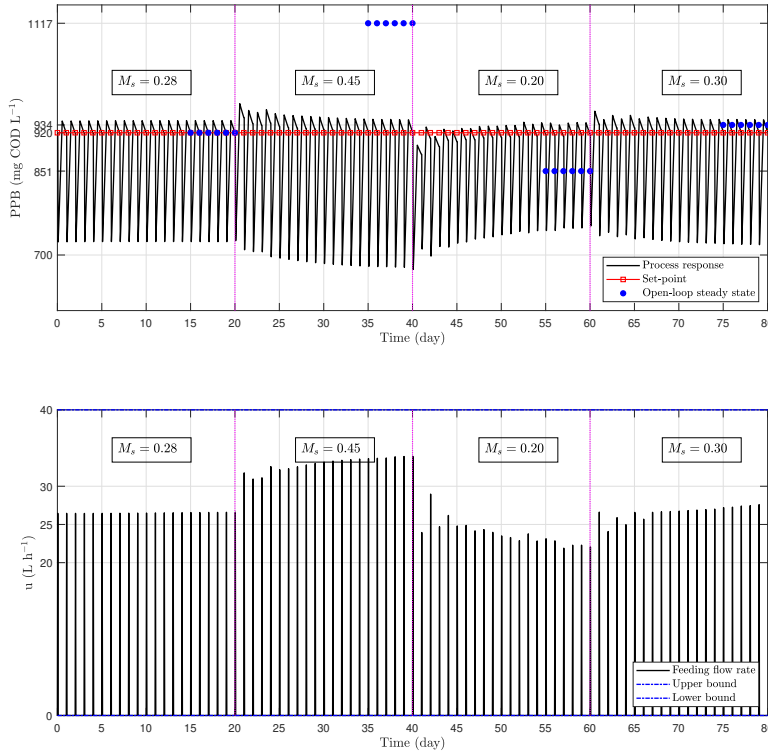 1117
934
920
851
700
PPB (mg COD L⁻¹)
M_s = 0.28
M_s = 0.45
M_s = 0.20
M_s = 0.30
Process response
Set-point
Open-loop steady state
0 5 10 15 20 25 30 35 40 45 50 55 60 65 70 75 80
Time (day)
40
30
25
20
0
u (L h⁻¹)
M_s = 0.28
M_s = 0.45
M_s = 0.20
M_s = 0.30
Feeding flow rate
Upper bound
Lower bound
0 5 10 15 20 25 30 35 40 45 50 55 60 65 70 75 80
Time (day)